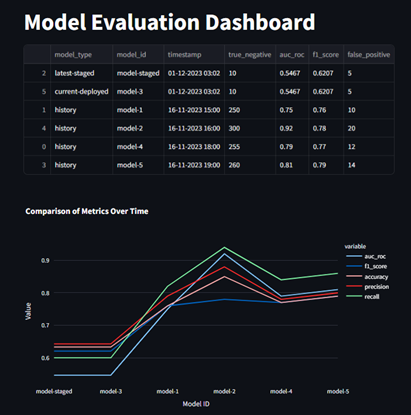 Model Evaluation Dashboard
model_type model_id timestamp true_negative auc_roc f1_score false_positive
2 latest-staged model-staged 01-12-2023 03:02 10 0.5467 0.6207 5
5 current-deployed model-3 01-12-2023 03:02 10 0.5467 0.6207 5
1 history model-1 16-11-2023 15:00 250 0.75 0.76 10
4 history model-2 16-11-2023 16:00 300 0.92 0.78 20
0 history model-4 16-11-2023 18:00 255 0.79 0.77 12
3 history model-5 16-11-2023 19:00 260 0.81 0.79 14
Comparison of Metrics Over Time
variable
auc_roc
f1_score
accuracy
precision
recall
0.9
0.8
0.7
0.6
Value
model-staged model-3 model-1 model-2 model-4 model-5
Model ID